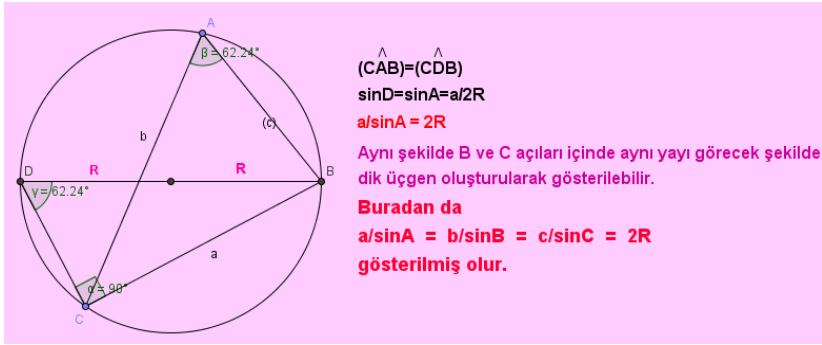 A
β = 62.24°
b
(c)
D
R
R
B
γ = 62.24°
a
α = 90°
C
^ ^
(CAB)=(CDB)
sinD=sinA=a/2R
a/sinA = 2R
Aynı şekilde B ve C açıları içinde aynı yayı görecek şekilde
dik üçgen oluşturularak gösterilebilir.
Buradan da
a/sinA = b/sinB = c/sinC = 2R
gösterilmiş olur.